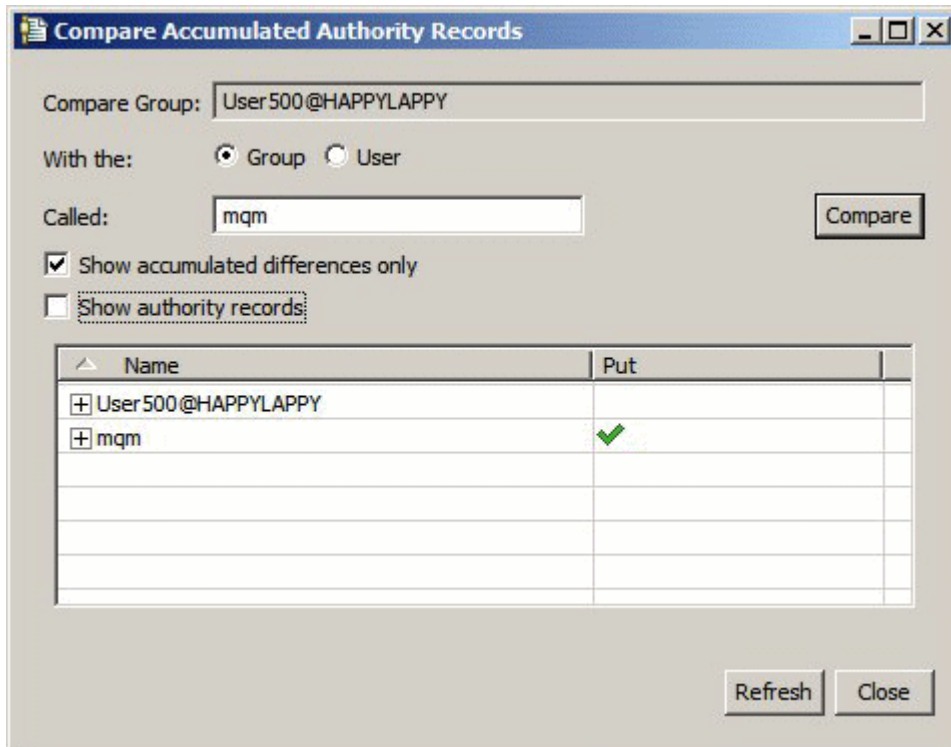 Compare Accumulated Authority Records
Compare Group: User500@HAPPYLAPPY
With the: Group User
Called: mqm Compare
Show accumulated differences only
Show authority records
Name Put
User500@HAPPYLAPPY
mqm
Refresh Close